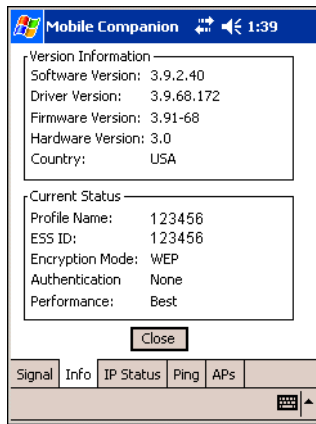 Mobile Companion 1:39
Version Information
Software Version: 3.9.2.40
Driver Version: 3.9.68.172
Firmware Version: 3.91-68
Hardware Version: 3.0
Country: USA
Current Status
Profile Name: 123456
ESS ID: 123456
Encryption Mode: WEP
Authentication None
Performance: Best
Close
Signal Info IP Status Ping APs